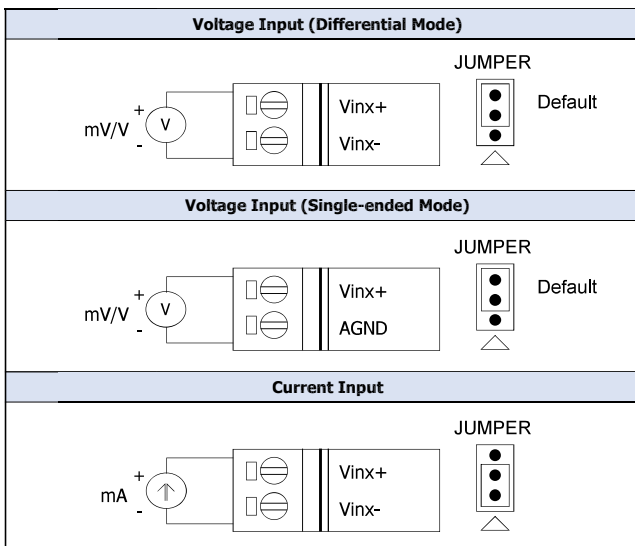 Voltage Input (Differential Mode)
JUMPER
+
mV/V
-
V
Vinx+
Vinx-
Default
Voltage Input (Single-ended Mode)
JUMPER
+
mV/V
-
V
Vinx+
AGND
Default
Current Input
JUMPER
+
mA
-
Vinx+
Vinx-